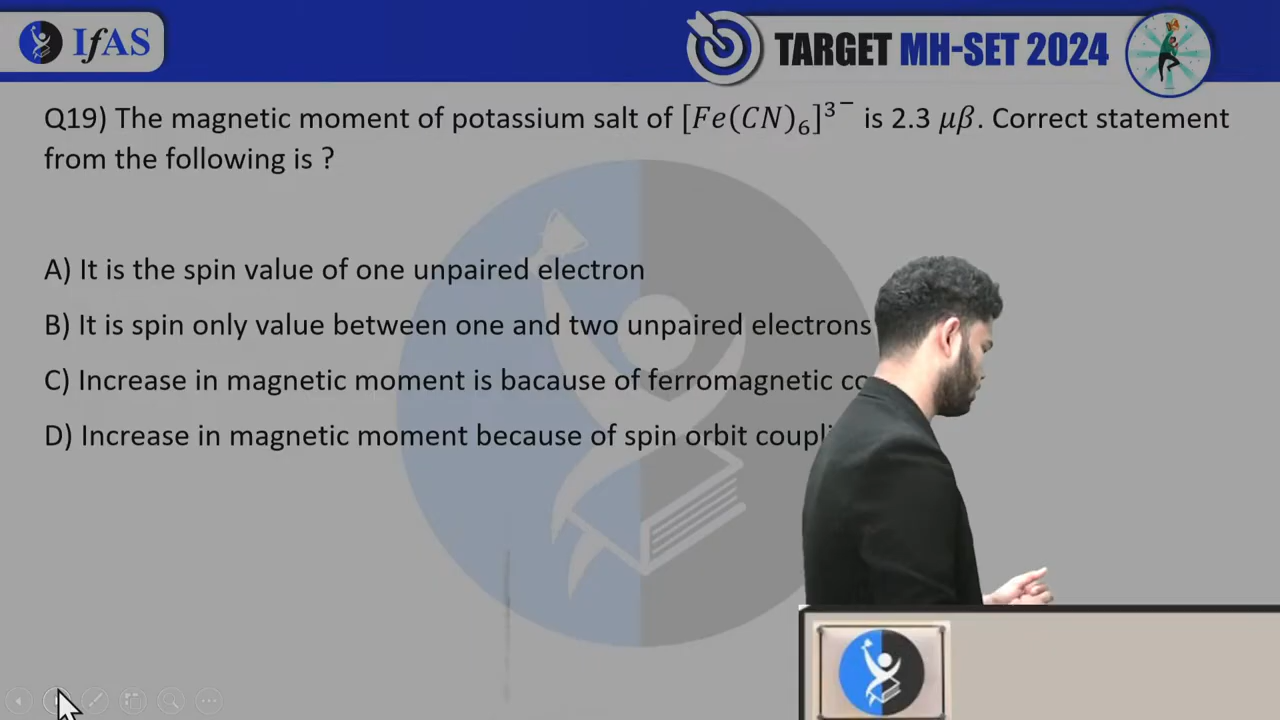 IfAS
TARGET MH-SET 2024
Q19) The magnetic moment of potassium salt of [Fe(CN)₆]³⁻ is 2.3 μβ. Correct statement
from the following is ?
A) It is the spin value of one unpaired electron
B) It is spin only value between one and two unpaired electrons
C) Increase in magnetic moment is bacause of ferromagnetic
D) Increase in magnetic moment because of spin orbit